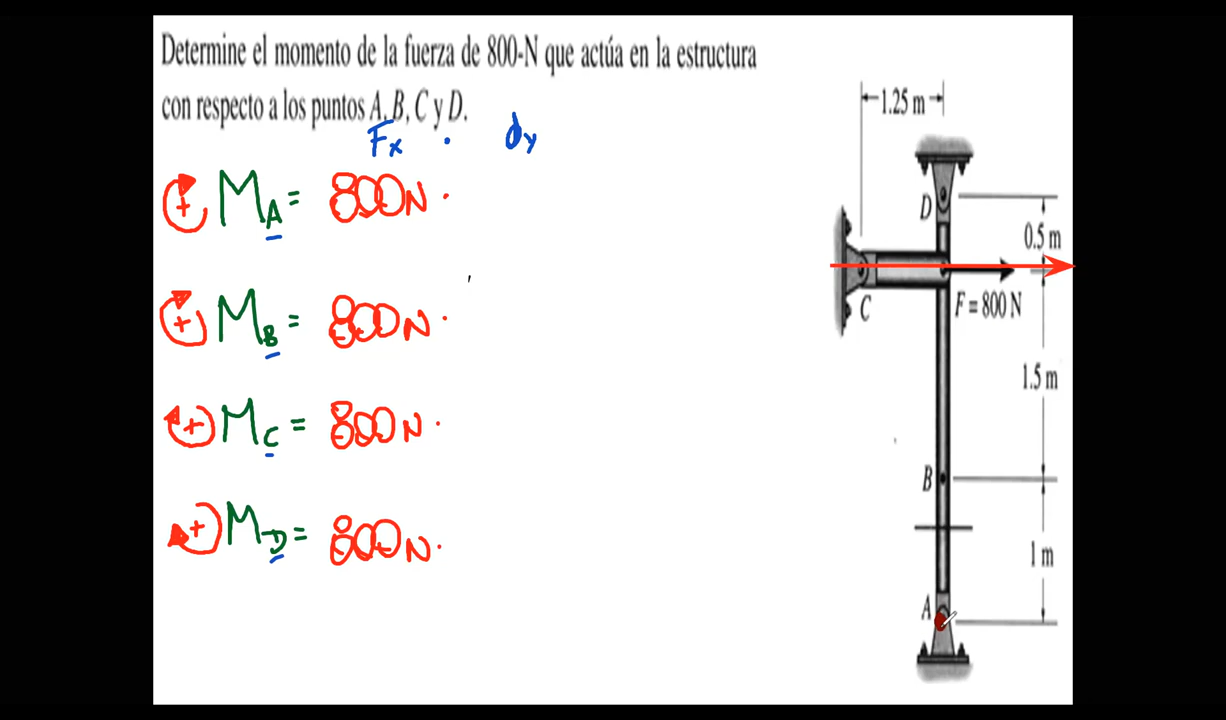 Determine el momento de la fuerza de 800-N que actúa en la estructura
con respecto a los puntos A, B, C y D.
Fx · dy
+ MA = 800N ·
+ MB = 800N ·
+ MC = 800N ·
+ MD = 800N ·
1.25 m
D
0.5 m
C
F = 800 N
1.5 m
B
1 m
A